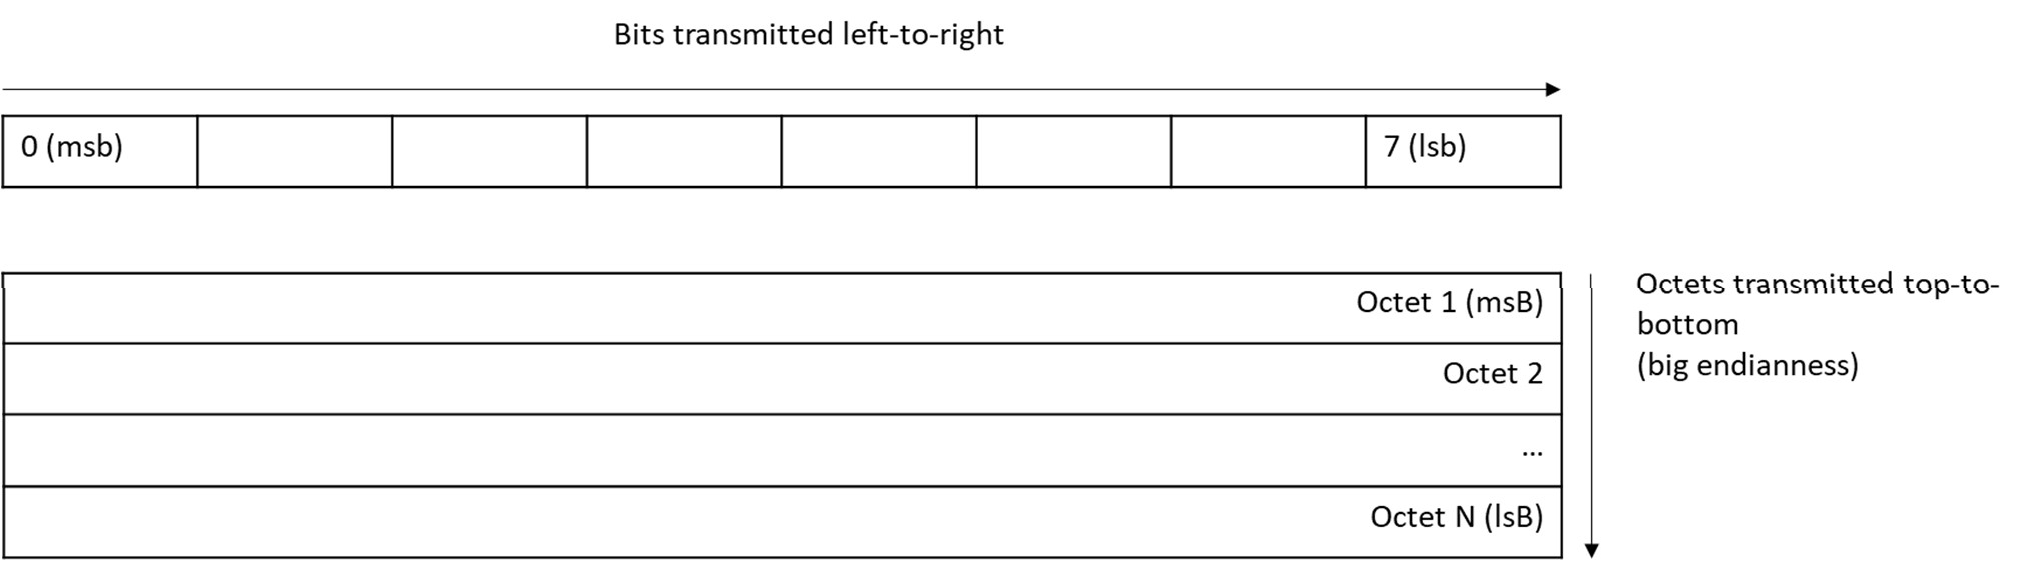 Bits transmitted left-to-right
0 (msb)
7 (lsb)
Octet 1 (msB)
Octets transmitted top-to-
bottom
(big endianness)
Octet 2
...
Octet N (lsB)